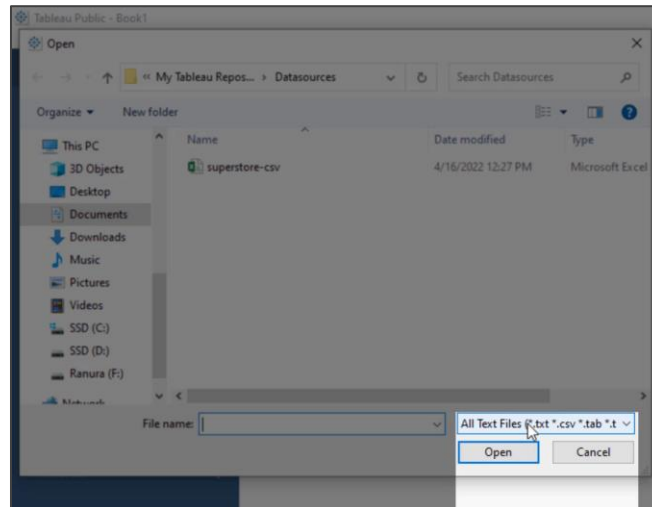 Tableau Public - Book1
Open
« My Tableau Repos... › Datasources
Search Datasources
Organize
New folder
Name
Date modified
Type
This PC
superstore-csv
4/16/2022 12:27 PM
Microsoft Excel
3D Objects
Desktop
Documents
Downloads
Music
Pictures
Videos
SSD (C:)
SSD (D:)
Ranura (F:)
Network
File name:
All Text Files (*.txt *.csv *.tab *.t
Open
Cancel